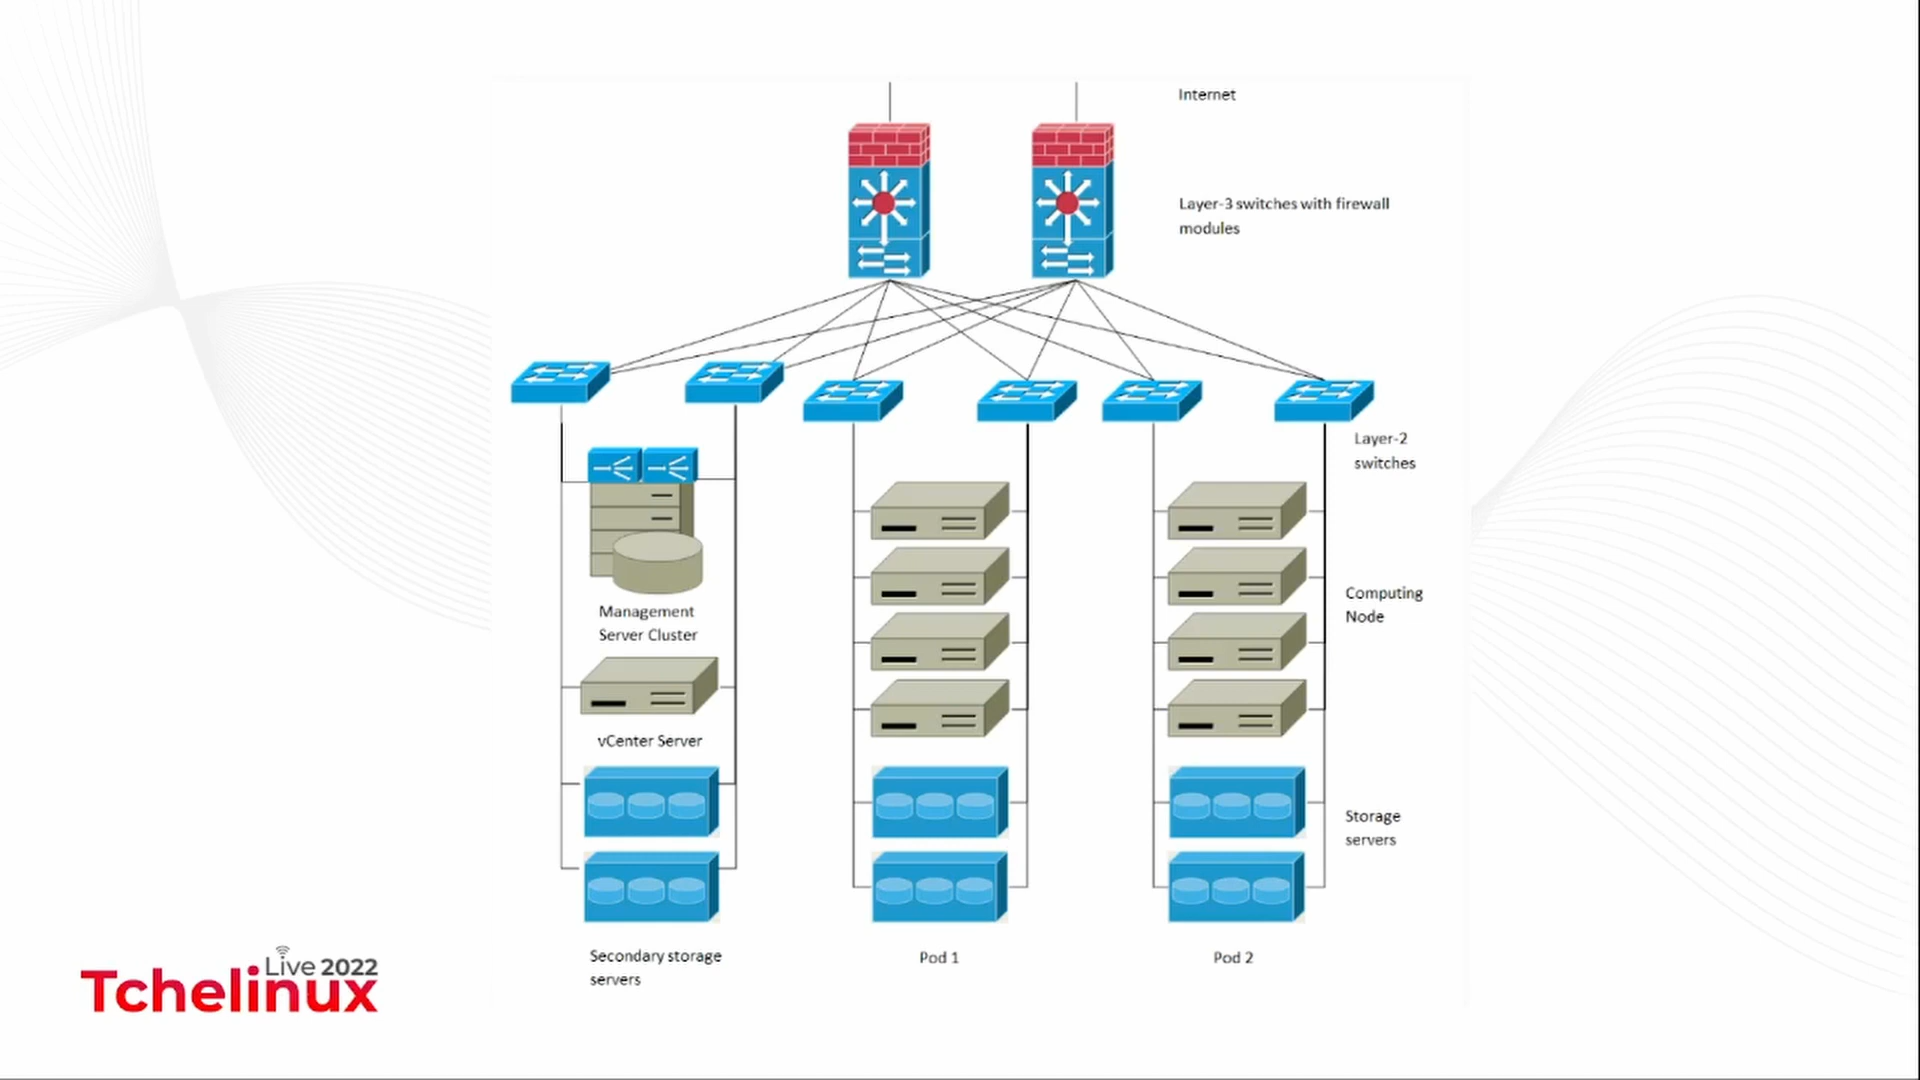 Internet
Layer-3 switches with firewall
modules
Layer-2
switches
Management
Server Cluster
Computing
Node
vCenter Server
Storage
servers
Secondary storage
servers
Pod 1
Pod 2
Live 2022
Tchelinux